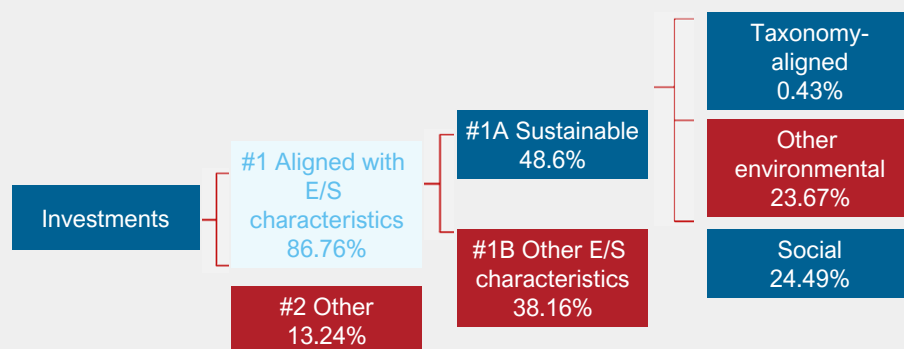 Investments
#1 Aligned with
E/S
characteristics
86.76%
#2 Other
13.24%
#1A Sustainable
48.6%
#1B Other E/S
characteristics
38.16%
Taxonomy-
aligned
0.43%
Other
environmental
23.67%
Social
24.49%